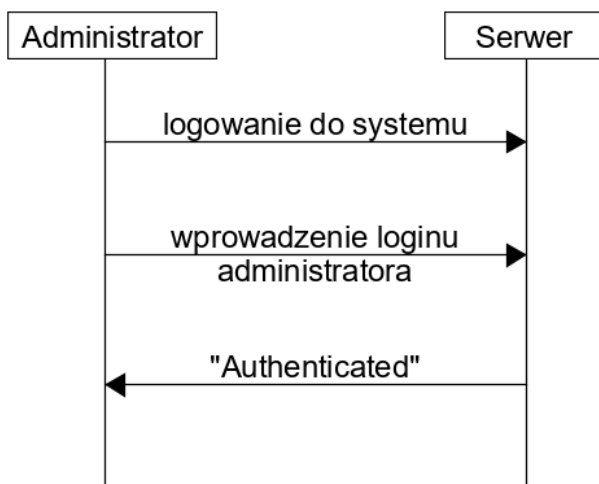 Administrator
Serwer
logowanie do systemu
wprowadzenie loginu
administratora
"Authenticated"